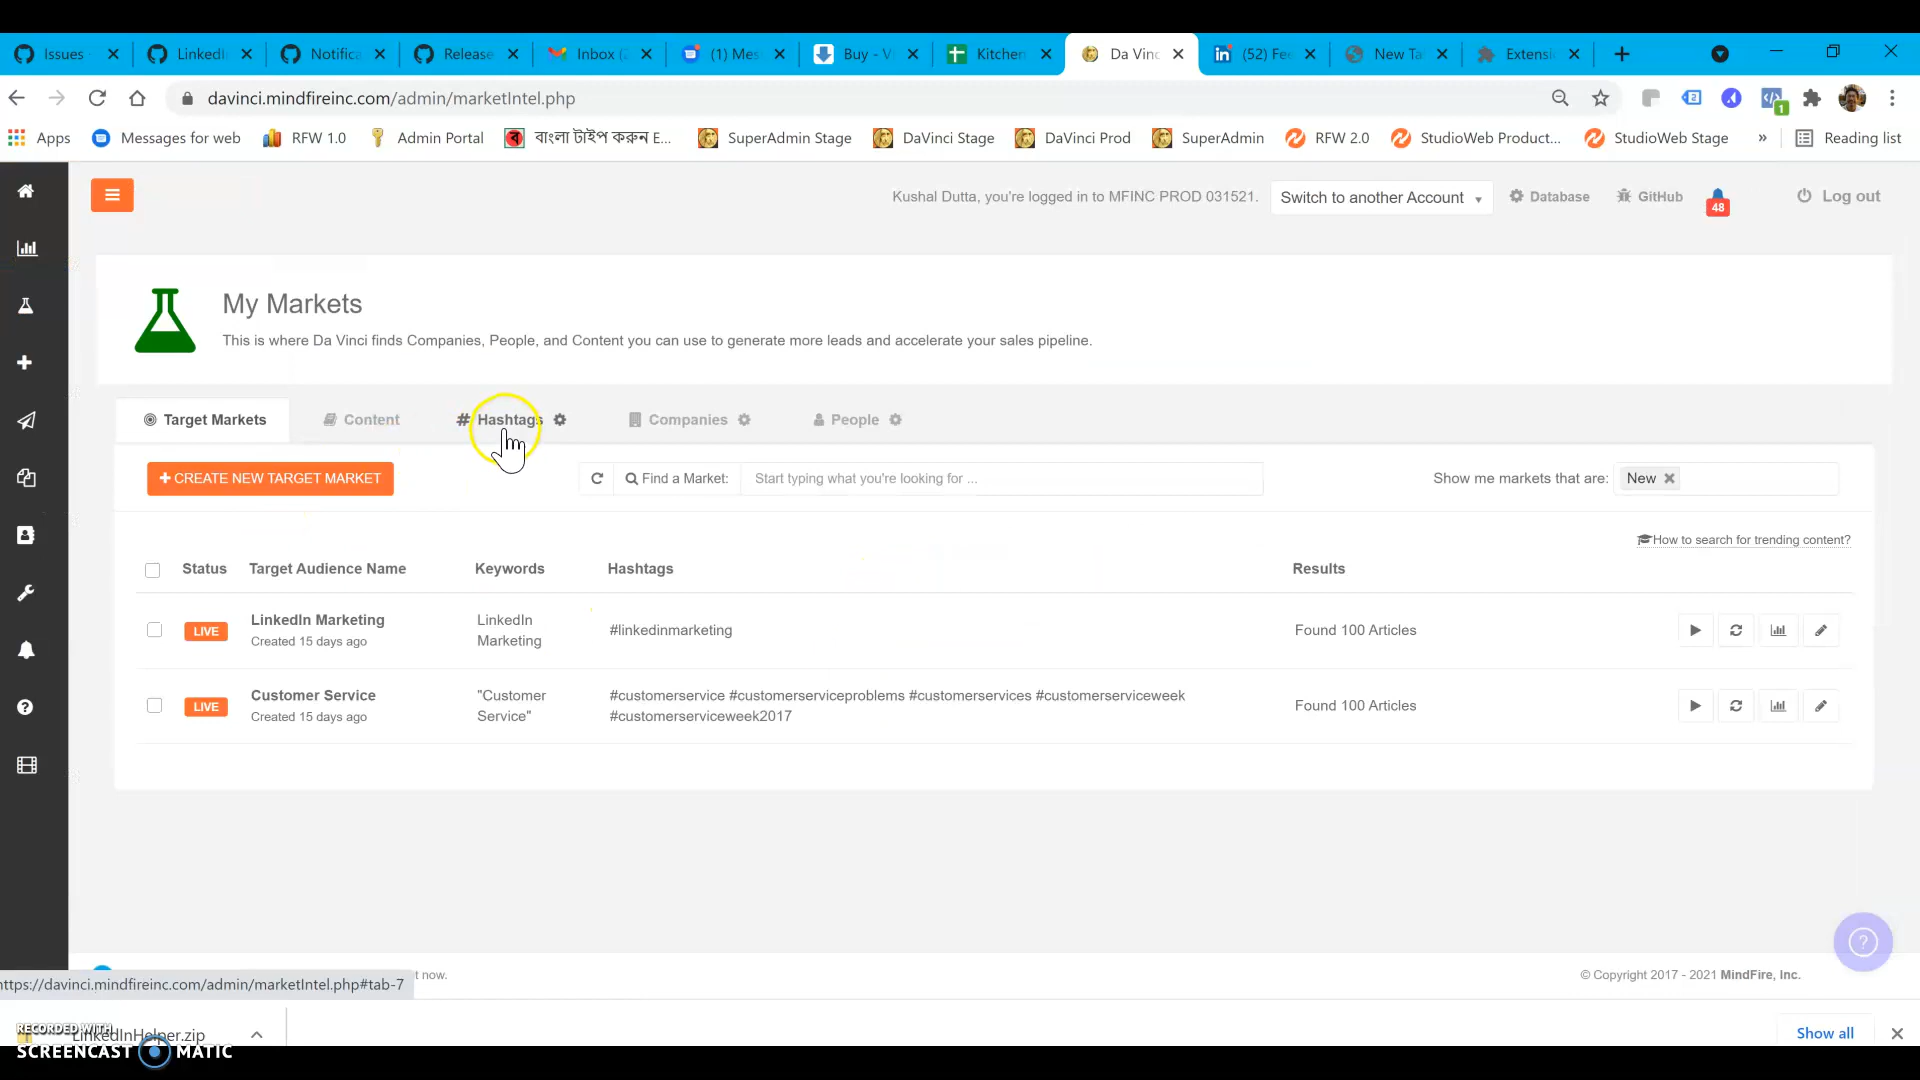 Issues
LinkedI
Notifica
Release
Inbox (
(1) Mes
Buy - V
Kitchen
Da Vinc
(52) Fe
New Ta
Extensi
davinci.mindfireinc.com/admin/marketIntel.php
Apps
Messages for web
RFW 1.0
Admin Portal
বাংলা টাইপ করুন E...
SuperAdmin Stage
DaVinci Stage
DaVinci Prod
SuperAdmin
RFW 2.0
StudioWeb Product...
StudioWeb Stage
»
Reading list
Kushal Dutta, you're logged in to MFINC PROD 031521.
Switch to another Account
Database
GitHub
48
Log out
My Markets
This is where Da Vinci finds Companies, People, and Content you can use to generate more leads and accelerate your sales pipeline.
Target Markets
Content
# Hashtags
Companies
People
+ CREATE NEW TARGET MARKET
Find a Market:
Start typing what you're looking for ...
Show me markets that are:
New
How to search for trending content?
Status
Target Audience Name
Keywords
Hashtags
Results
LIVE
LinkedIn Marketing
Created 15 days ago
LinkedIn
Marketing
#linkedinmarketing
Found 100 Articles
LIVE
Customer Service
Created 15 days ago
"Customer
Service"
#customerservice #customerserviceproblems #customerservices #customerserviceweek
#customerserviceweek2017
Found 100 Articles
t now.
© Copyright 2017 - 2021 MindFire, Inc.
https://davinci.mindfireinc.com/admin/marketIntel.php#tab-7
LinkedInHelper.zip
Show all
RECORDED WITH
SCREENCAST MATIC